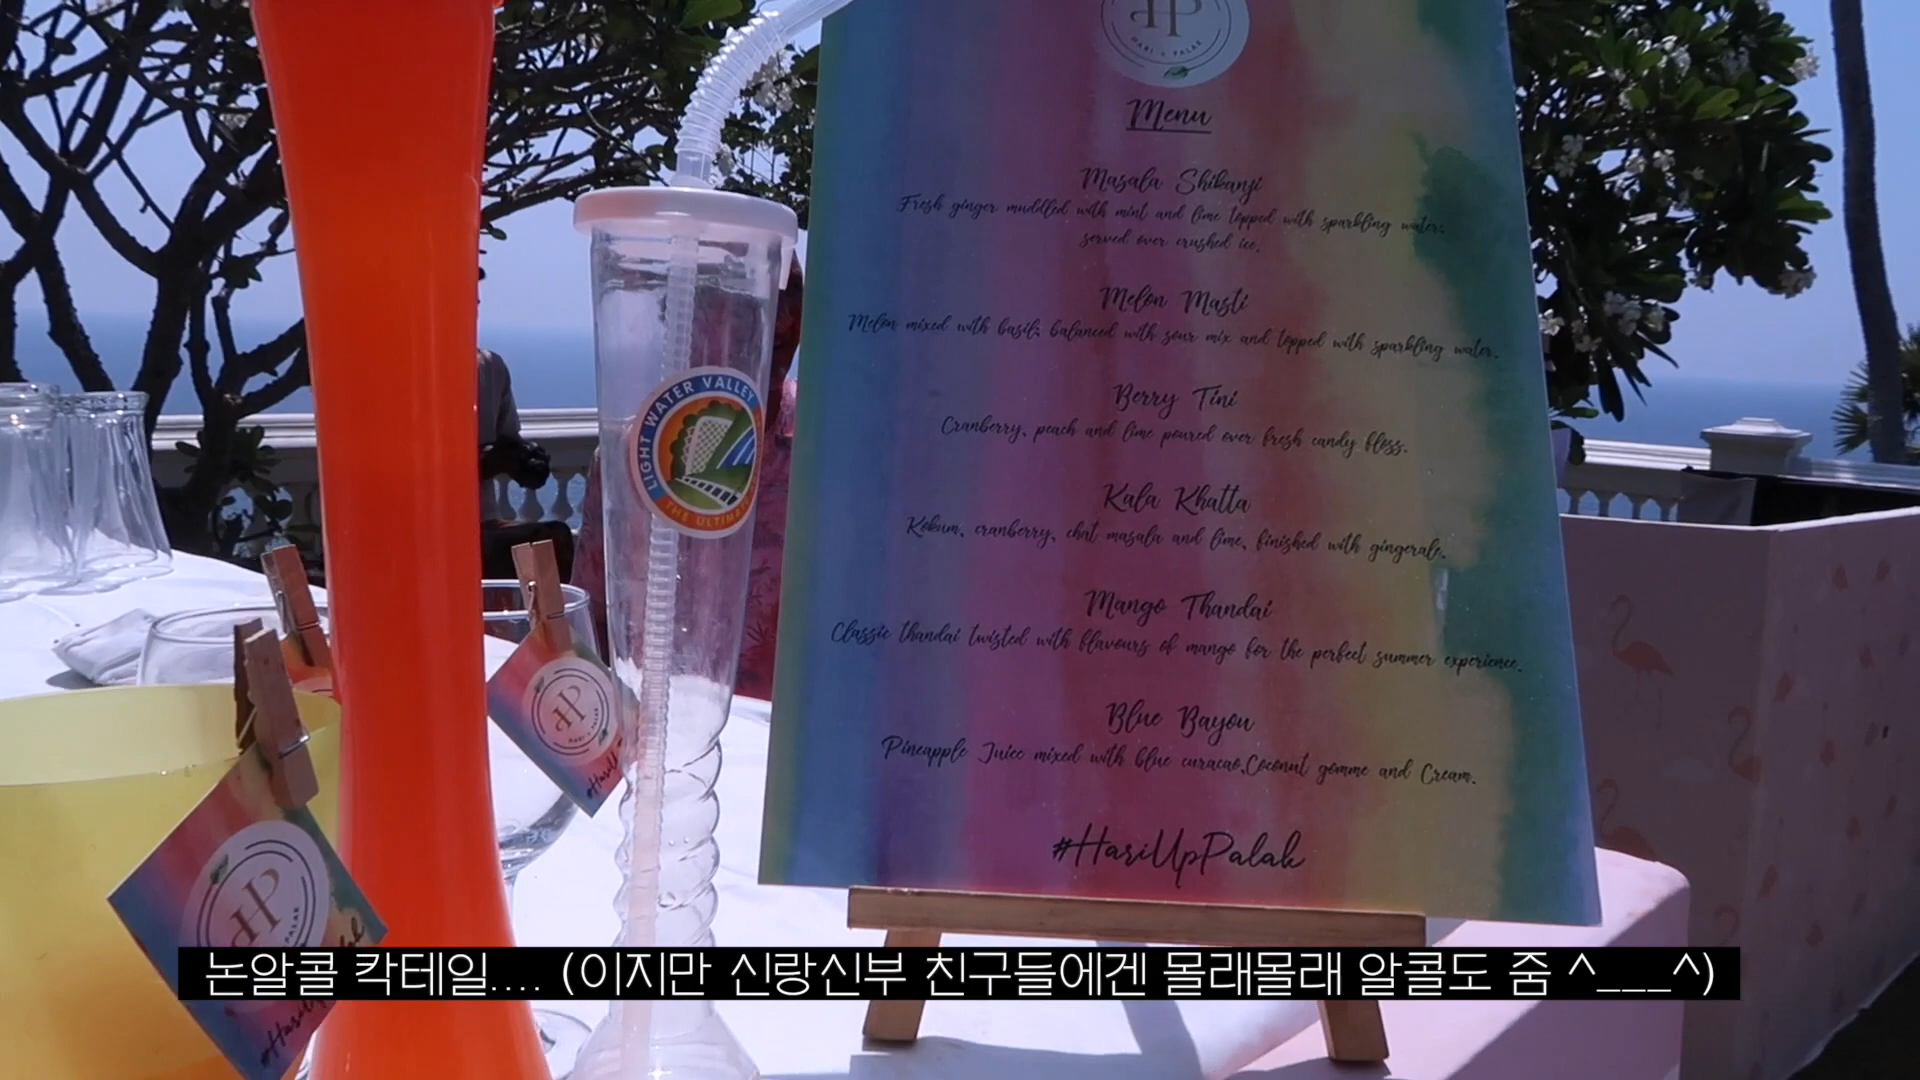 HP
HARI & PALAK
Menu
Masala Shikanji
Fresh ginger muddled with mint and lime topped with sparkling water,
served over crushed ice.
Melon Masti
Melon mixed with basil; balanced with sour mix and topped with sparkling water.
Berry Tini
Cranberry, peach and lime poured over fresh candy floss.
Kala Khatta
Kokum, cranberry, chat masala and lime, finished with gingerale.
Mango Thandai
Classic thandai twisted with flavours of mango for the perfect summer experience.
Blue Bayou
Pineapple Juice mixed with blue curacao,Coconut gomme and Cream.
#HariUpPalak
LIGHT WATER VALLEY
THE ULTIMA
HP
HP
PALAK
논알콜 칵테일.... (이지만 신랑신부 친구들에겐 몰래몰래 알콜도 줌 ^___^)